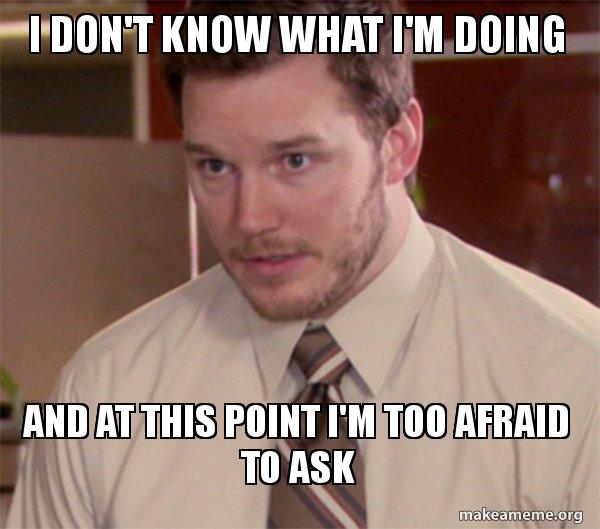 I DON'T KNOW WHAT I'M DOING
AND AT THIS POINT I'M TOO AFRAID
TO ASK
makeameme.org